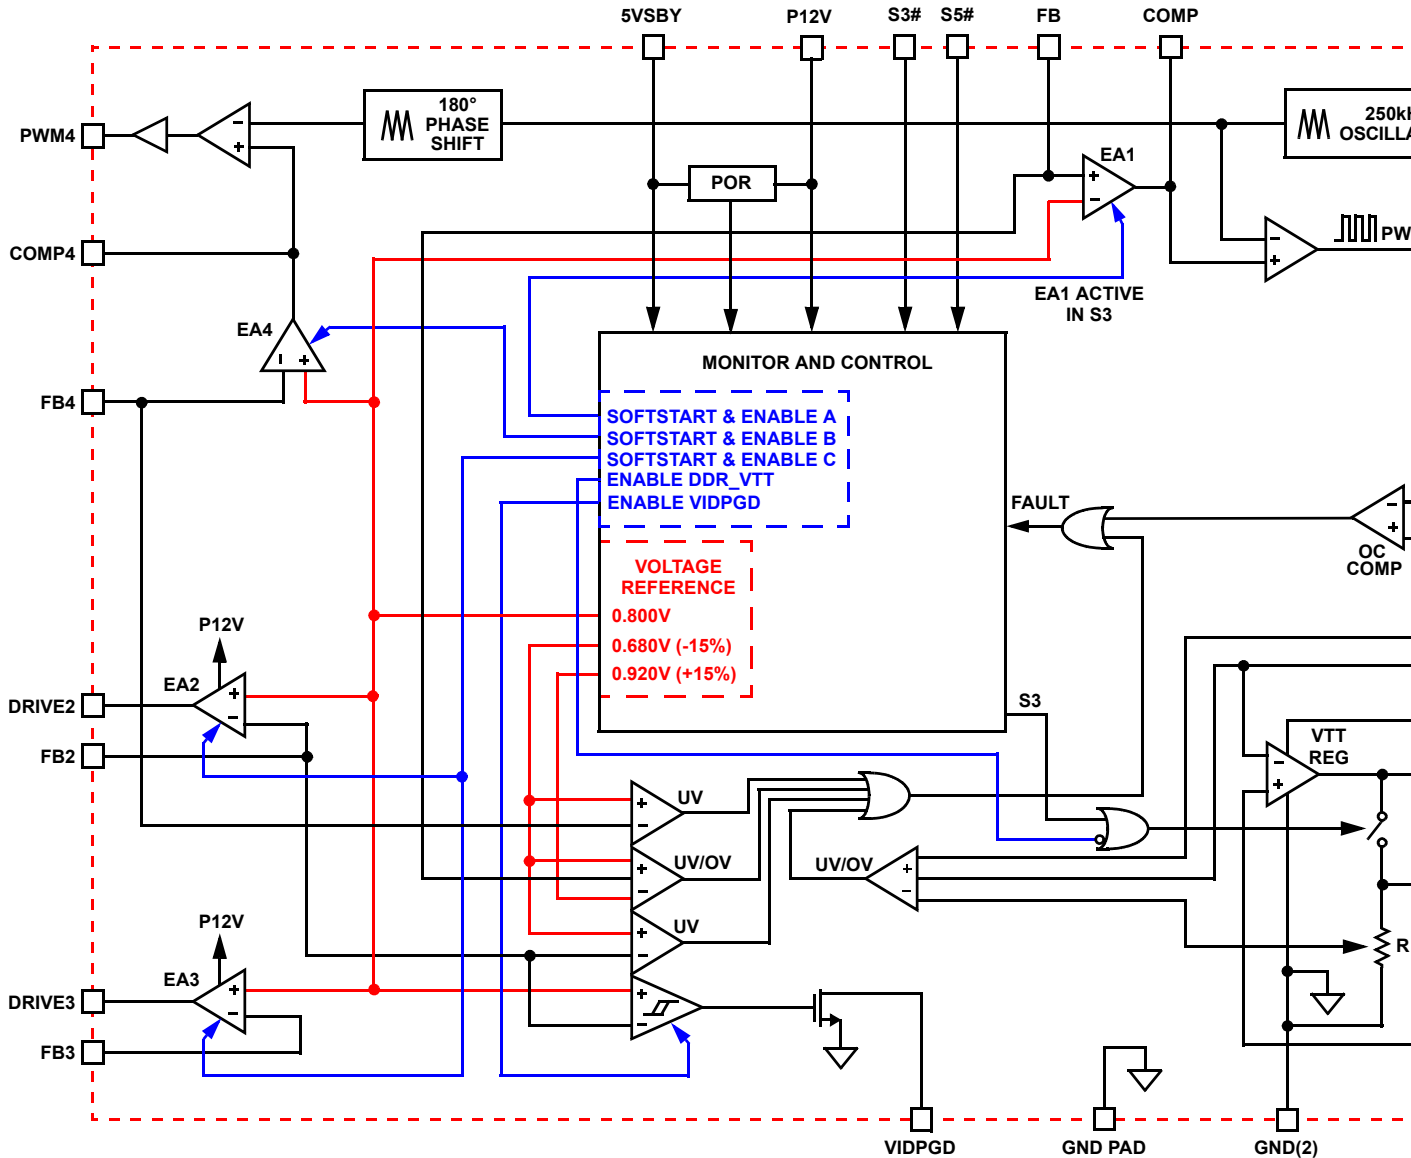 5VSBY P12V S3# S5# FB COMP
180°
PHASE
SHIFT
250kH
OSCILLA
PWM4
EA1
POR
PW
COMP4
EA1 ACTIVE
IN S3
EA4
MONITOR AND CONTROL
FB4
SOFTSTART & ENABLE A
SOFTSTART & ENABLE B
SOFTSTART & ENABLE C
ENABLE DDR_VTT
ENABLE VIDPGD
FAULT
OC
COMP
VOLTAGE
REFERENCE
0.800V
0.680V (-15%)
0.920V (+15%)
P12V
EA2
DRIVE2
FB2
S3
VTT
REG
UV
UV/OV
UV/OV
UV
P12V
EA3
DRIVE3
FB3
R
VIDPGD
GND PAD
GND(2)